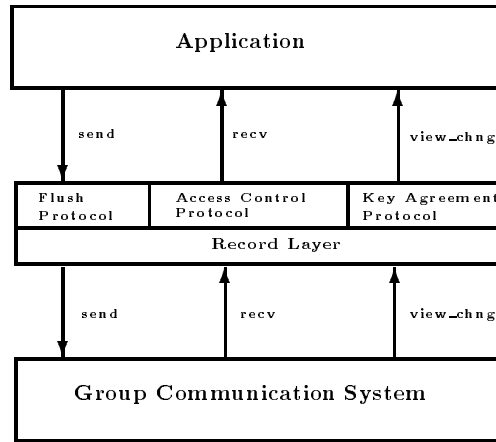 Application
send
recv
view_chng
Flush
Protocol
Access Control
Protocol
Key Agreement
Protocol
Record Layer
send
recv
view_chng
Group Communication System